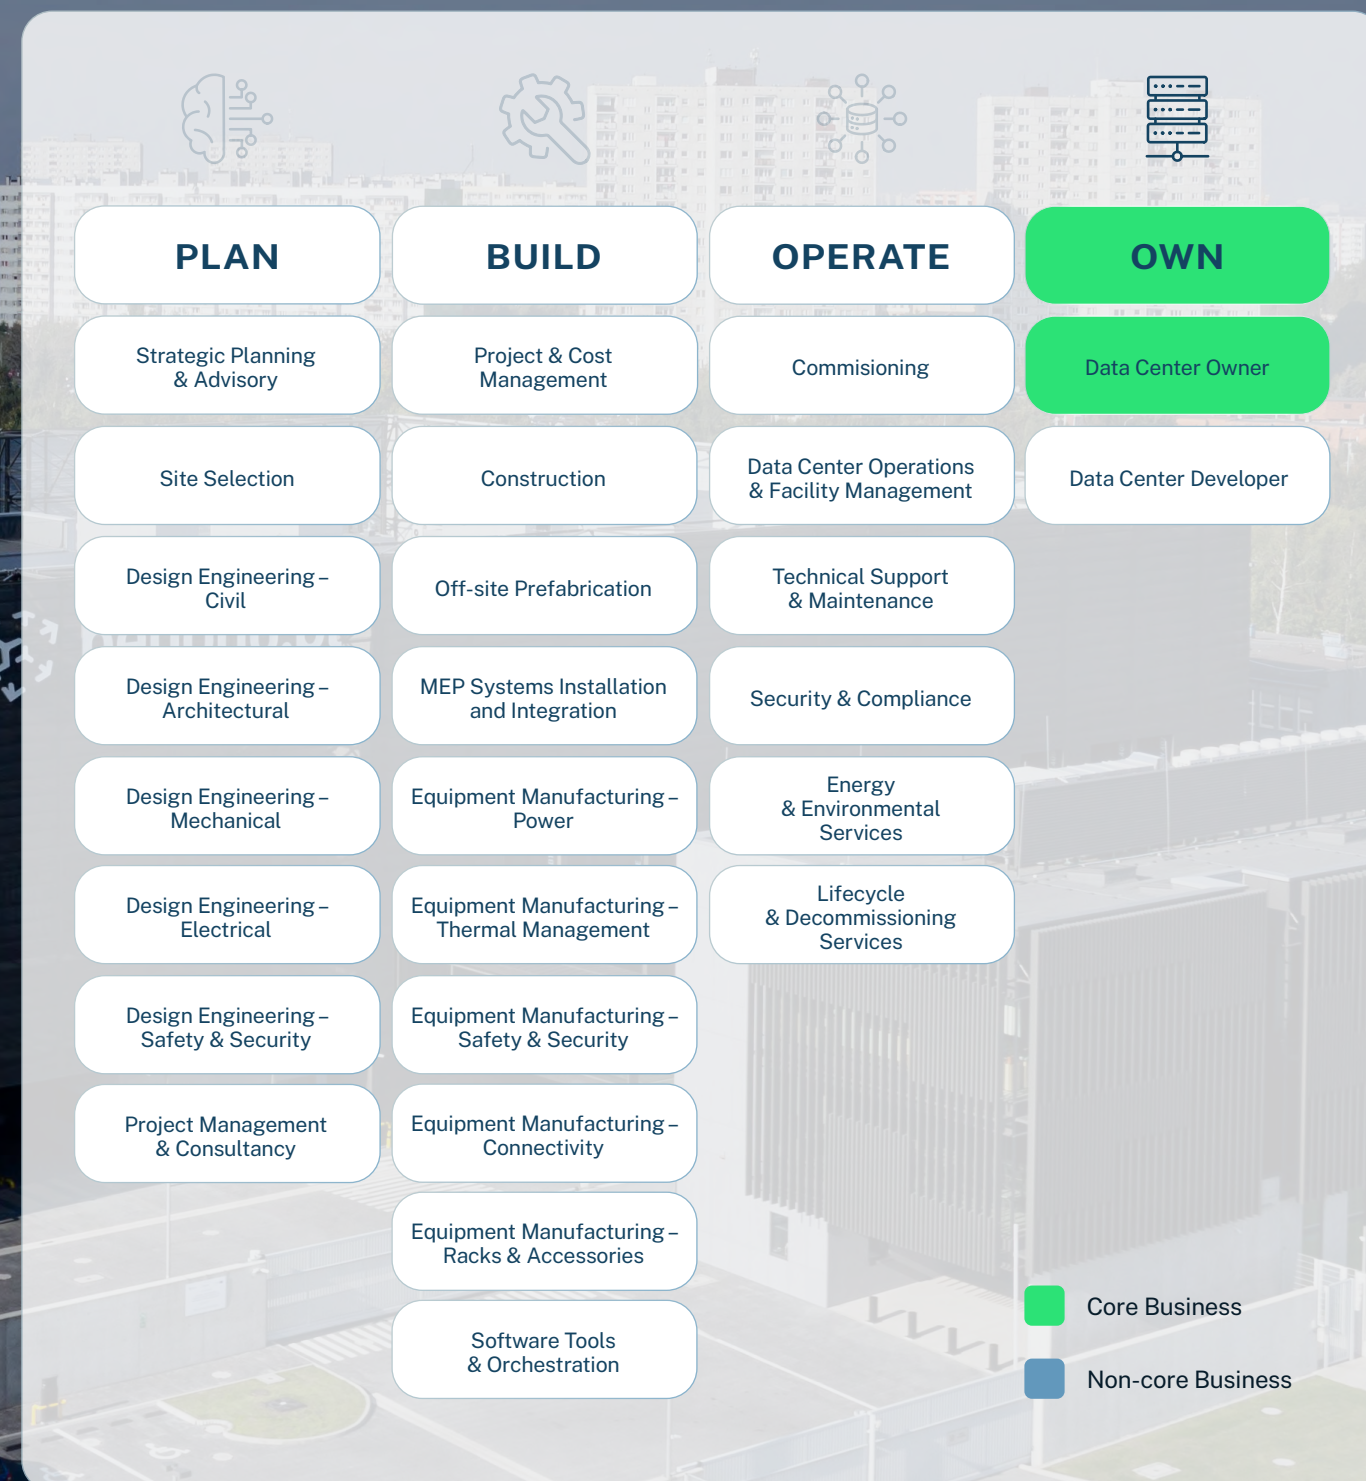 PLAN
Strategic Planning
& Advisory
Site Selection
Design Engineering –
Civil
Design Engineering –
Architectural
Design Engineering –
Mechanical
Design Engineering –
Electrical
Design Engineering –
Safety & Security
Project Management
& Consultancy
BUILD
Project & Cost
Management
Construction
Off-site Prefabrication
MEP Systems Installation
and Integration
Equipment Manufacturing –
Power
Equipment Manufacturing –
Thermal Management
Equipment Manufacturing –
Safety & Security
Equipment Manufacturing –
Connectivity
Equipment Manufacturing –
Racks & Accessories
Software Tools
& Orchestration
OPERATE
Commisioning
Data Center Operations
& Facility Management
Technical Support
& Maintenance
Security & Compliance
Energy
& Environmental
Services
Lifecycle
& Decommissioning
Services
OWN
Data Center Owner
Data Center Developer
Core Business
Non-core Business